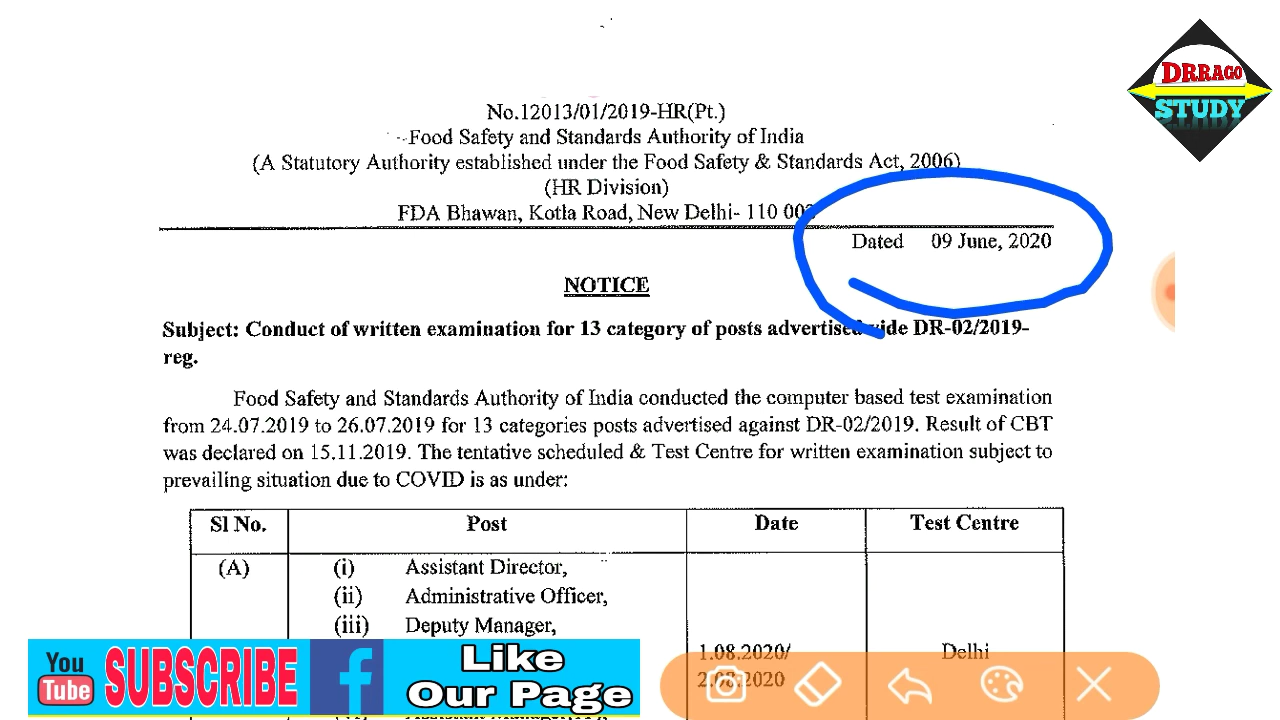 DRRAGO
STUDY
No.12013/01/2019-HR(Pt.)
Food Safety and Standards Authority of India
(A Statutory Authority established under the Food Safety & Standards Act, 2006)
(HR Division)
FDA Bhawan, Kotla Road, New Delhi- 110 002
Dated 09 June, 2020
NOTICE
Subject: Conduct of written examination for 13 category of posts advertised vide DR-02/2019-
reg.
Food Safety and Standards Authority of India conducted the computer based test examination
from 24.07.2019 to 26.07.2019 for 13 categories posts advertised against DR-02/2019. Result of CBT
was declared on 15.11.2019. The tentative scheduled & Test Centre for written examination subject to
prevailing situation due to COVID is as under:
Sl No. Post Date Test Centre
(A) (i) Assistant Director,
(ii) Administrative Officer,
(iii) Deputy Manager,
1.08.2020/ Delhi
2.08.2020
You Tube SUBSCRIBE f Like Our Page